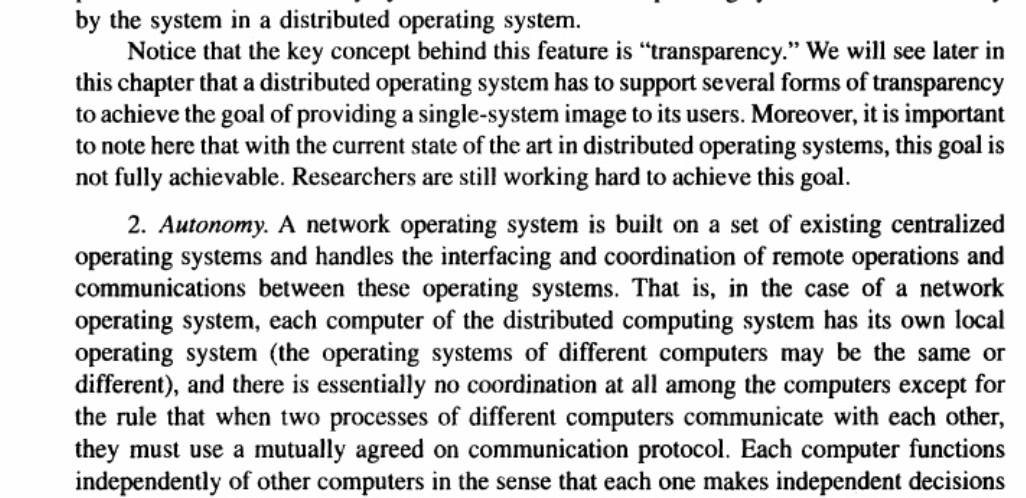 by the system in a distributed operating system.
Notice that the key concept behind this feature is “transparency.” We will see later in
this chapter that a distributed operating system has to support several forms of transparency
to achieve the goal of providing a single-system image to its users. Moreover, it is important
to note here that with the current state of the art in distributed operating systems, this goal is
not fully achievable. Researchers are still working hard to achieve this goal.
2. Autonomy. A network operating system is built on a set of existing centralized
operating systems and handles the interfacing and coordination of remote operations and
communications between these operating systems. That is, in the case of a network
operating system, each computer of the distributed computing system has its own local
operating system (the operating systems of different computers may be the same or
different), and there is essentially no coordination at all among the computers except for
the rule that when two processes of different computers communicate with each other,
they must use a mutually agreed on communication protocol. Each computer functions
independently of other computers in the sense that each one makes independent decisions